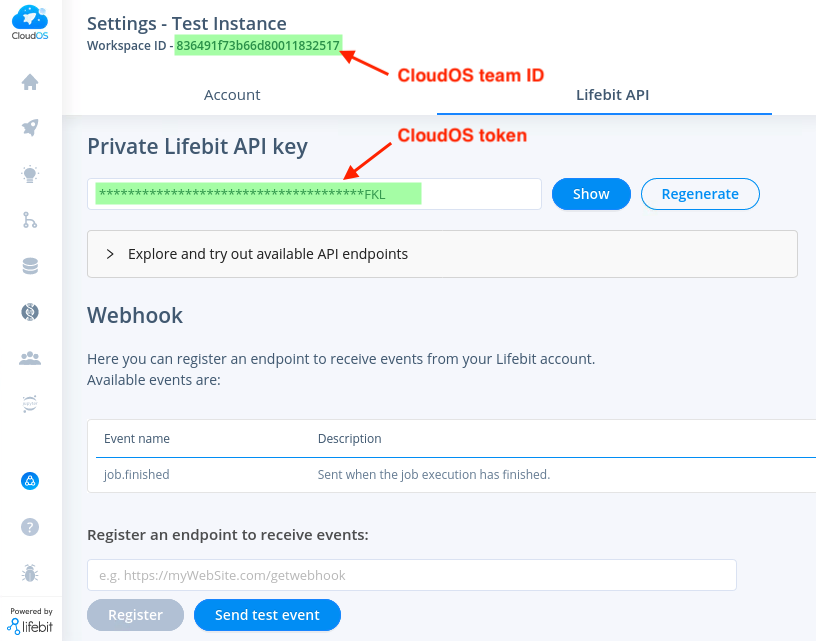 CloudOS
Settings - Test Instance
Workspace ID - 836491f73b66d80011832517
CloudOS team ID
Account
Lifebit API
CloudOS token
Private Lifebit API key
*************************************FKL
Show
Regenerate
Explore and try out available API endpoints
Webhook
Here you can register an endpoint to receive events from your Lifebit account.
Available events are:
Event name
Description
job.finished
Sent when the job execution has finished.
Register an endpoint to receive events:
e.g. https://myWebSite.com/getwebhook
Register
Send test event
?
Powered by
lifebit